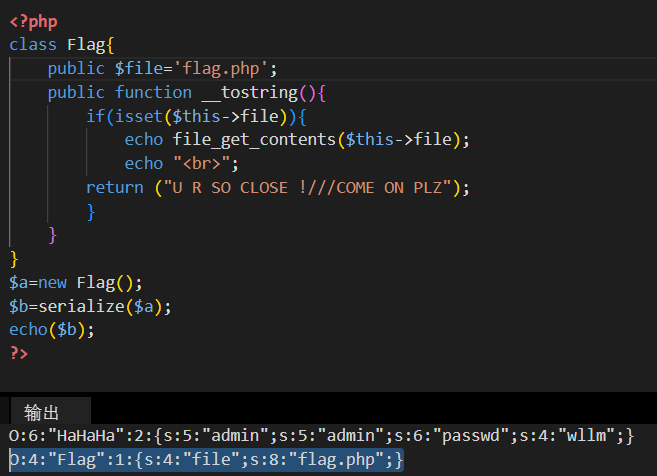 <?php
class Flag{
    public $file='flag.php';
    public function __tostring(){
        if(isset($this->file)){
            echo file_get_contents($this->file);
            echo "<br>";
        return ("U R SO CLOSE !///COME ON PLZ");
        }
    }
}
$a=new Flag();
$b=serialize($a);
echo($b);
?>
输出
O:6:"HaHaHa":2:{s:5:"admin";s:5:"admin";s:6:"passwd";s:4:"wllm";}
O:4:"Flag":1:{s:4:"file";s:8:"flag.php";}